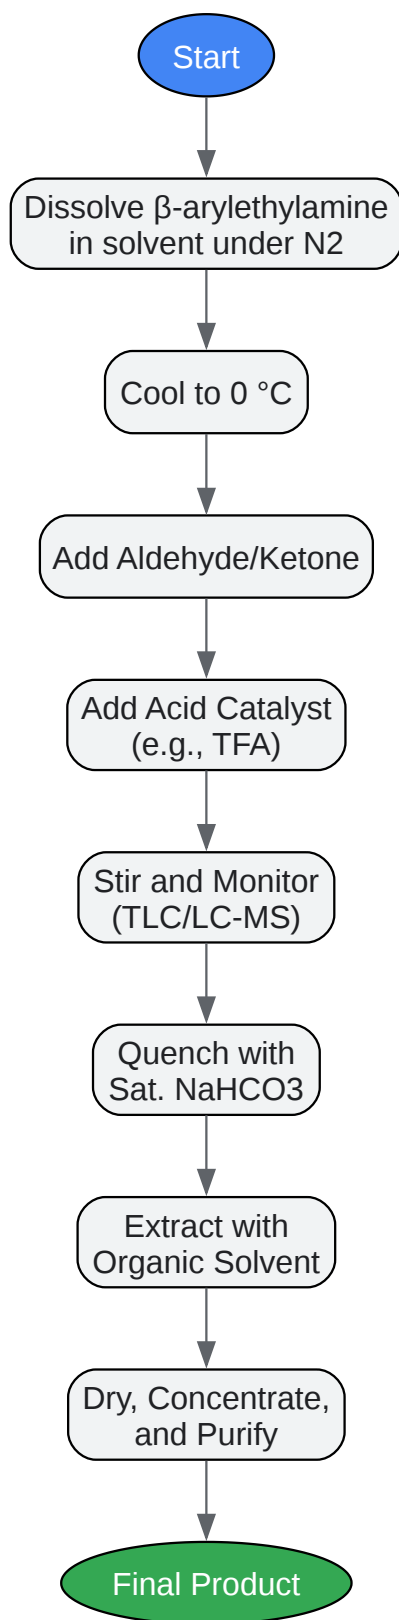 Start
Dissolve β-arylethylamine
in solvent under N2
Cool to 0 °C
Add Aldehyde/Ketone
Add Acid Catalyst
(e.g., TFA)
Stir and Monitor
(TLC/LC-MS)
Quench with
Sat. NaHCO3
Extract with
Organic Solvent
Dry, Concentrate,
and Purify
Final Product